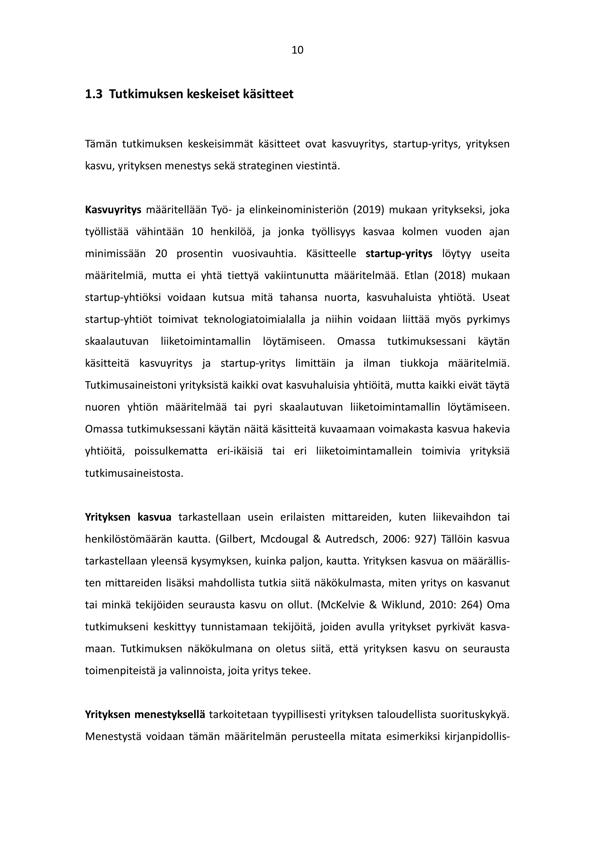 10
1.3 Tutkimuksen keskeiset käsitteet
Tämän tutkimuksen keskeisimmät käsitteet ovat kasvuyritys, startup-yritys, yrityksen
kasvu, yrityksen menestys sekä strateginen viestintä.
Kasvuyritys määritellään Työ- ja elinkeinoministeriön (2019) mukaan yritykseksi, joka
työllistää vähintään 10 henkilöä, ja jonka työllisyys kasvaa kolmen vuoden ajan
minimissään 20 prosentin vuosivauhtia. Käsitteelle startup-yritys löytyy useita
määritelmiä, mutta ei yhtä tiettyä vakiintunutta määritelmää. Etlan (2018) mukaan
startup-yhtiöksi voidaan kutsua mitä tahansa nuorta, kasvuhaluista yhtiötä. Useat
startup-yhtiöt toimivat teknologiatoimialalla ja niihin voidaan liittää myös pyrkimys
skaalautuvan liiketoimintamallin löytämiseen. Omassa tutkimuksessani käytän
käsitteitä kasvuyritys ja startup-yritys limittäin ja ilman tiukkoja määritelmiä.
Tutkimusaineistoni yrityksistä kaikki ovat kasvuhaluisia yhtiöitä, mutta kaikki eivät täytä
nuoren yhtiön määritelmää tai pyri skaalautuvan liiketoimintamallin löytämiseen.
Omassa tutkimuksessani käytän näitä käsitteitä kuvaamaan voimakasta kasvua hakevia
yhtiöitä, poissulkematta eri-ikäisiä tai eri liiketoimintamallein toimivia yrityksiä
tutkimusaineistosta.
Yrityksen kasvua tarkastellaan usein erilaisten mittareiden, kuten liikevaihdon tai
henkilöstömäärän kautta. (Gilbert, Mcdougal & Autredsch, 2006: 927) Tällöin kasvua
tarkastellaan yleensä kysymyksen, kuinka paljon, kautta. Yrityksen kasvua on määrällis-
ten mittareiden lisäksi mahdollista tutkia siitä näkökulmasta, miten yritys on kasvanut
tai minkä tekijöiden seurausta kasvu on ollut. (McKelvie & Wiklund, 2010: 264) Oma
tutkimukseni keskittyy tunnistamaan tekijöitä, joiden avulla yritykset pyrkivät kasva-
maan. Tutkimuksen näkökulmana on oletus siitä, että yrityksen kasvu on seurausta
toimenpiteistä ja valinnoista, joita yritys tekee.
Yrityksen menestyksellä tarkoitetaan tyypillisesti yrityksen taloudellista suorituskykyä.
Menestystä voidaan tämän määritelmän perusteella mitata esimerkiksi kirjanpidollis-